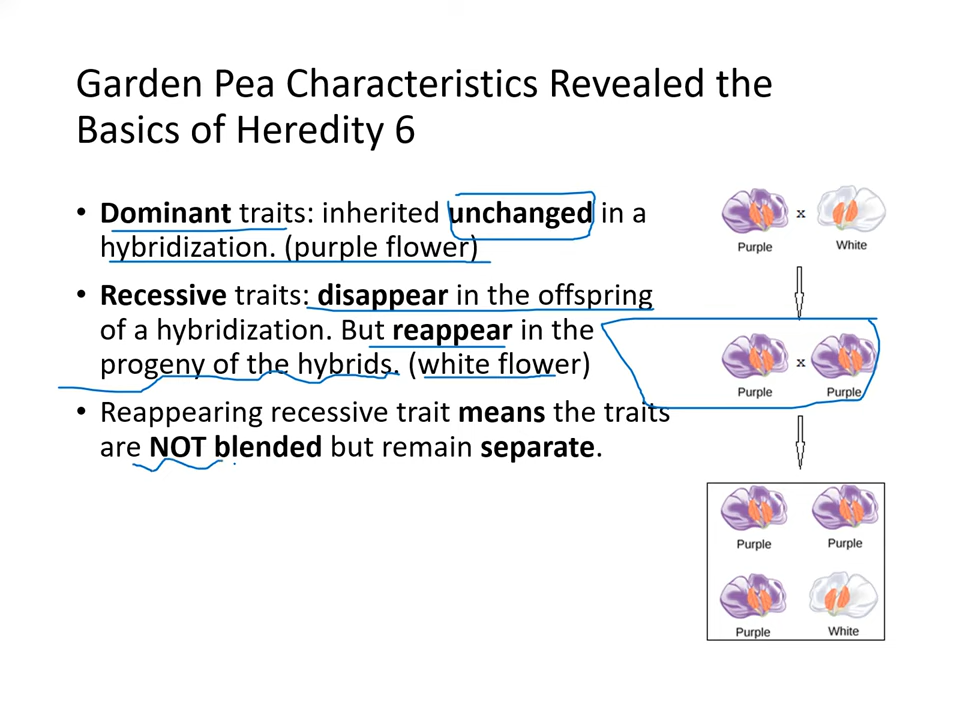 Garden Pea Characteristics Revealed the
Basics of Heredity 6
• Dominant traits: inherited unchanged in a
hybridization. (purple flower)
• Recessive traits: disappear in the offspring
of a hybridization. But reappear in the
progeny of the hybrids. (white flower)
• Reappearing recessive trait means the traits
are NOT blended but remain separate.
x
Purple White
x
Purple Purple
Purple Purple
Purple White